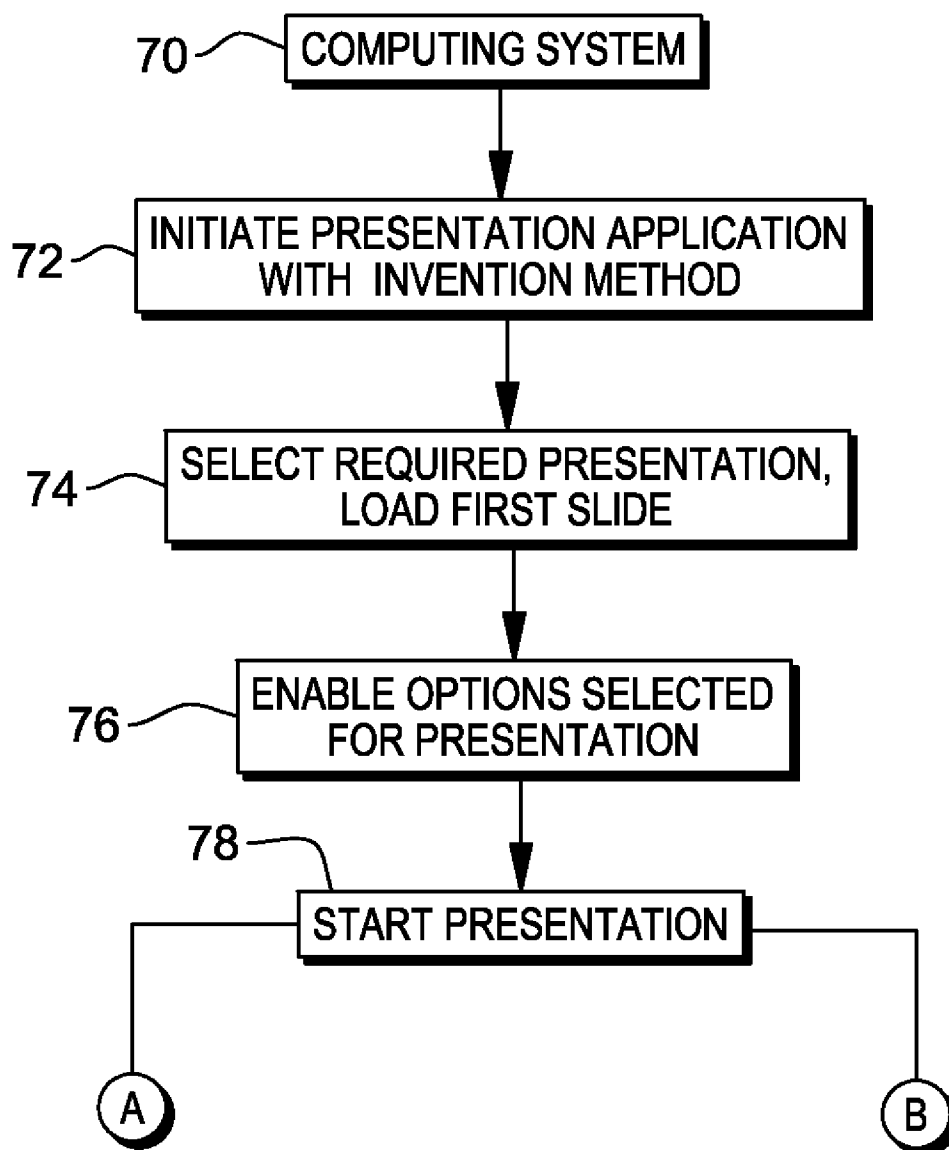 70
COMPUTING SYSTEM
72
INITIATE PRESENTATION APPLICATION
WITH INVENTION METHOD
74
SELECT REQUIRED PRESENTATION,
LOAD FIRST SLIDE
76
ENABLE OPTIONS SELECTED
FOR PRESENTATION
78
START PRESENTATION
A
B